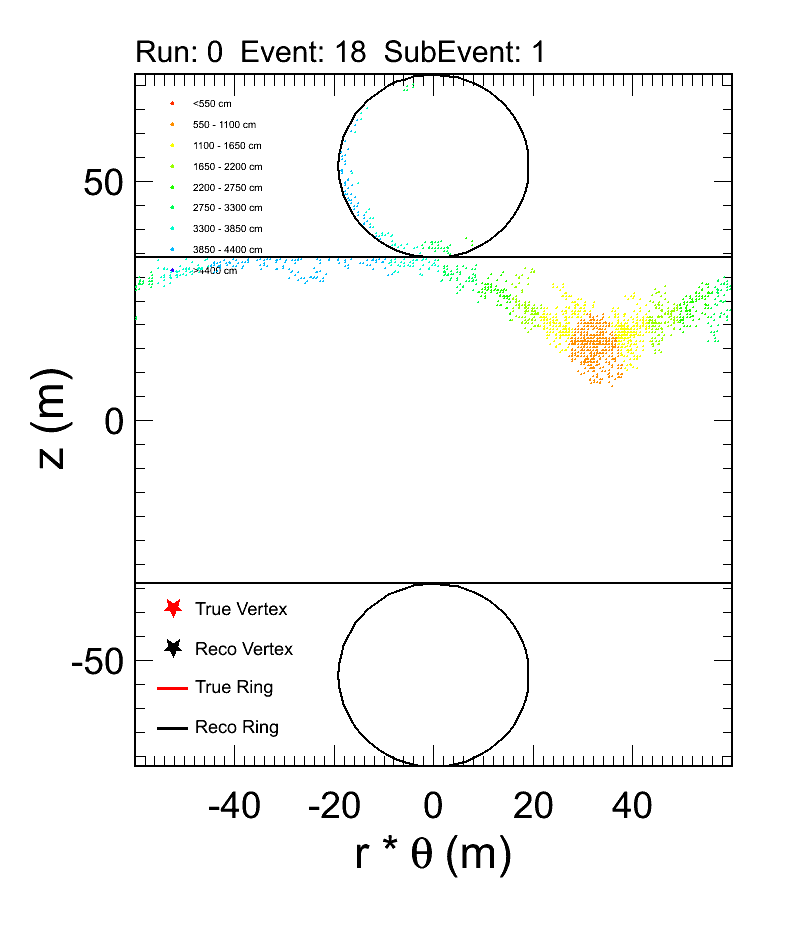 Run: 0 Event: 18 SubEvent: 1
<550 cm
550 - 1100 cm
1100 - 1650 cm
1650 - 2200 cm
2200 - 2750 cm
2750 - 3300 cm
3300 - 3850 cm
3850 - 4400 cm
>4400 cm
50
0
-50
z (m)
True Vertex
Reco Vertex
True Ring
Reco Ring
-40 -20 0 20 40
r * θ (m)